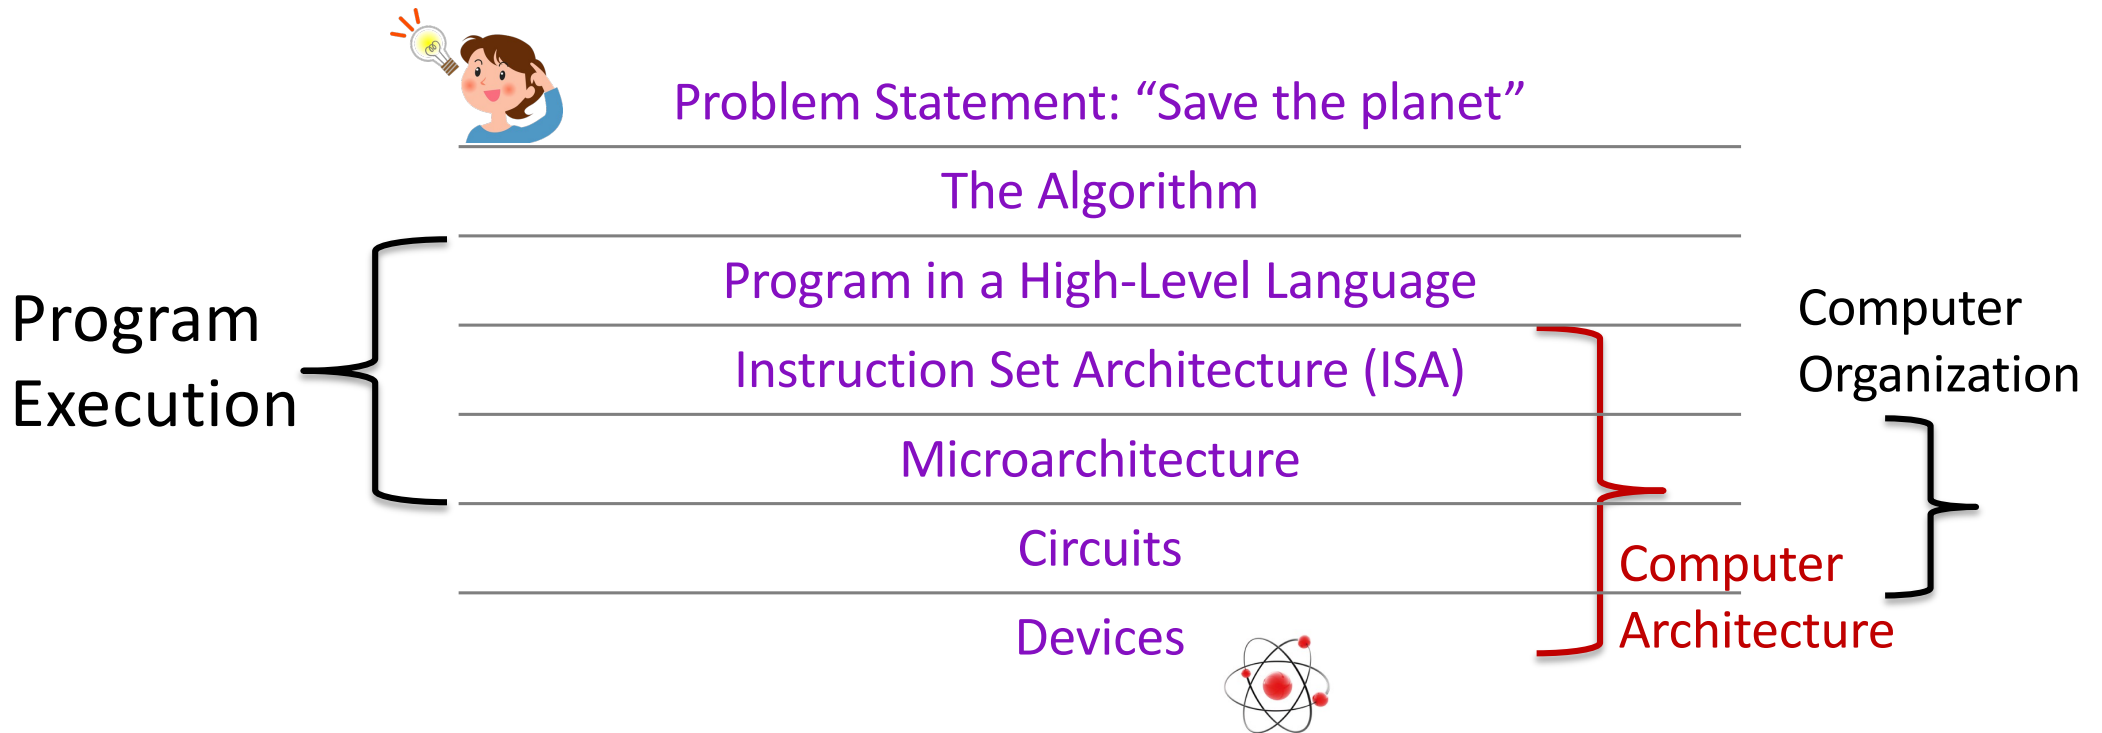 Problem Statement: “Save the planet”
The Algorithm
Program in a High-Level Language
Instruction Set Architecture (ISA)
Microarchitecture
Circuits
Devices
Program
Execution
Computer
Organization
Computer
Architecture